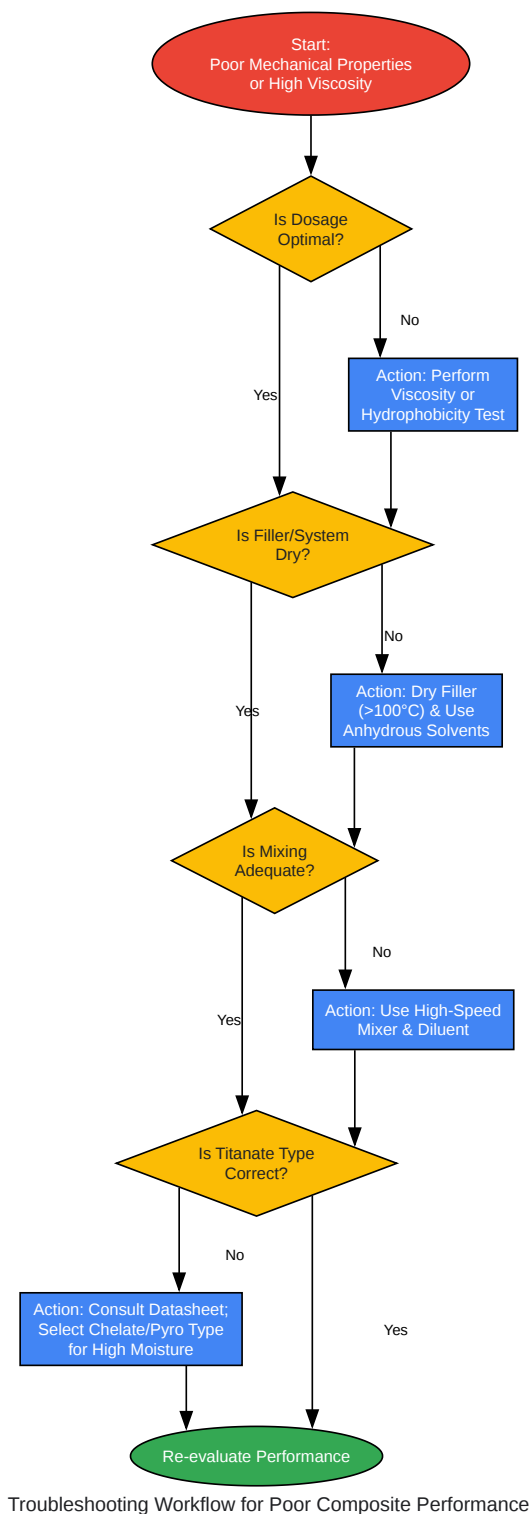 Start:
Poor Mechanical Properties
or High Viscosity
Is Dosage
Optimal?
No
Action: Perform
Viscosity or
Hydrophobicity Test
Yes
Is Filler/System
Dry?
No
Action: Dry Filler
(>100°C) & Use
Anhydrous Solvents
Yes
Is Mixing
Adequate?
No
Action: Use High-Speed
Mixer & Diluent
Yes
Is Titanate Type
Correct?
No
Action: Consult Datasheet;
Select Chelate/Pyro Type
for High Moisture
Yes
Re-evaluate Performance
Troubleshooting Workflow for Poor Composite Performance